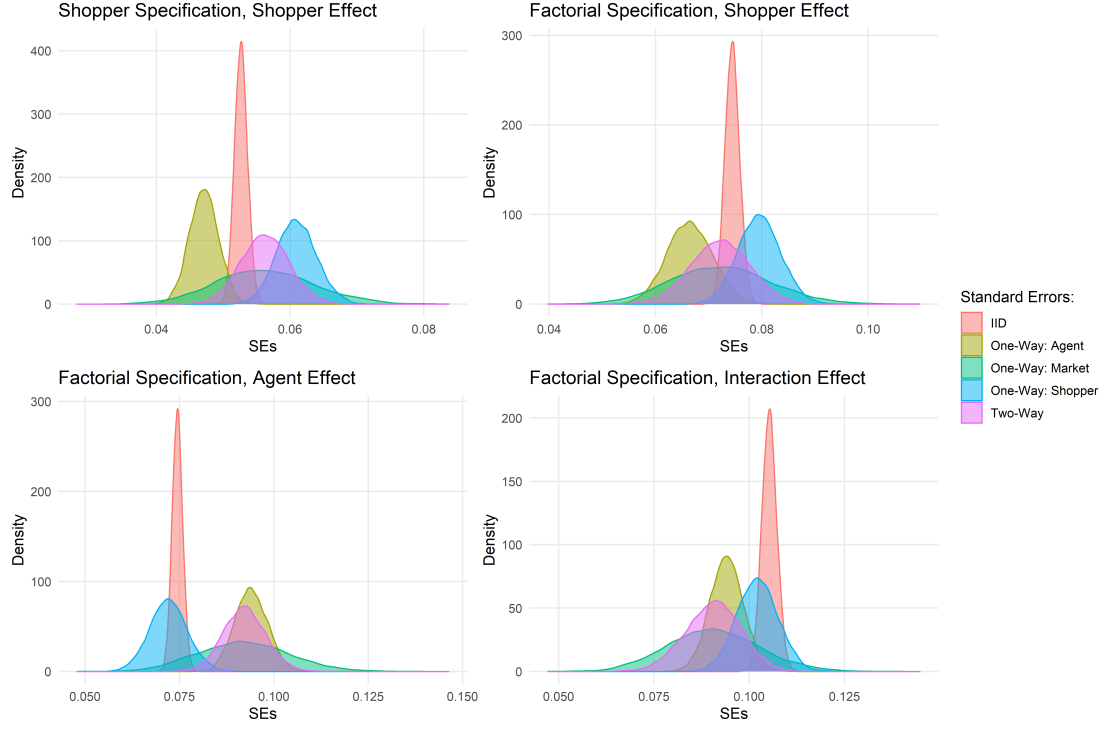 Shopper Specification, Shopper Effect
Density
400
300
200
100
0
0.04 0.06 0.08
SEs
Factorial Specification, Shopper Effect
Density
300
200
100
0
0.04 0.06 0.08 0.10
SEs
Factorial Specification, Agent Effect
Density
300
200
100
0
0.050 0.075 0.100 0.125 0.150
SEs
Factorial Specification, Interaction Effect
Density
200
150
100
50
0
0.050 0.075 0.100 0.125
SEs
Standard Errors:
IID
One-Way: Agent
One-Way: Market
One-Way: Shopper
Two-Way